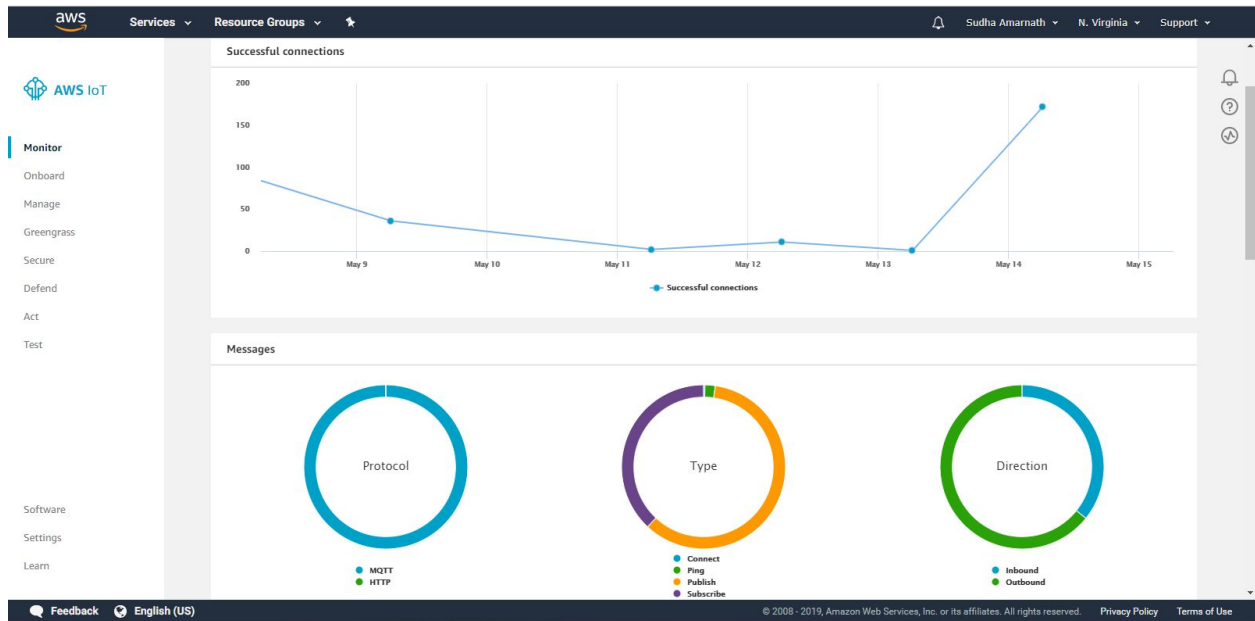 aws Services Resource Groups Sudha Amarnath N. Virginia Support
AWS IoT
Monitor
Onboard
Manage
Greengrass
Secure
Defend
Act
Test
Software
Settings
Learn
Successful connections
200
150
100
50
0
May 9 May 10 May 11 May 12 May 13 May 14 May 15
Successful connections
Messages
Protocol
MQTT
HTTP
Type
Connect
Ping
Publish
Subscribe
Direction
Inbound
Outbound
Feedback English (US) © 2008 - 2019, Amazon Web Services, Inc. or its affiliates. All rights reserved. Privacy Policy Terms of Use